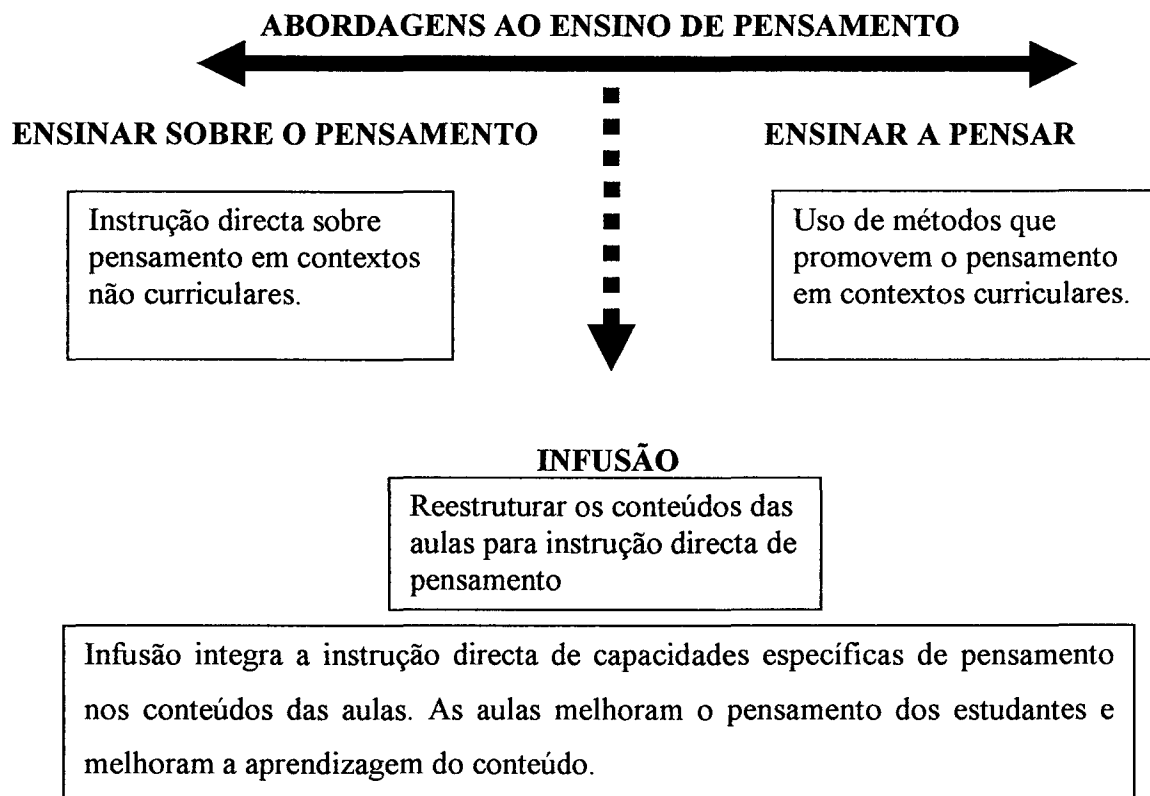 ABORDAGENS AO ENSINO DE PENSAMENTO
ENSINAR SOBRE O PENSAMENTO
ENSINAR A PENSAR
Instrução directa sobre
pensamento em contextos
não curriculares.
Uso de métodos que
promovem o pensamento
em contextos curriculares.
INFUSÃO
Reestruturar os conteúdos das
aulas para instrução directa de
pensamento
Infusão integra a instrução directa de capacidades específicas de pensamento
nos conteúdos das aulas. As aulas melhoram o pensamento dos estudantes e
melhoram a aprendizagem do conteúdo.